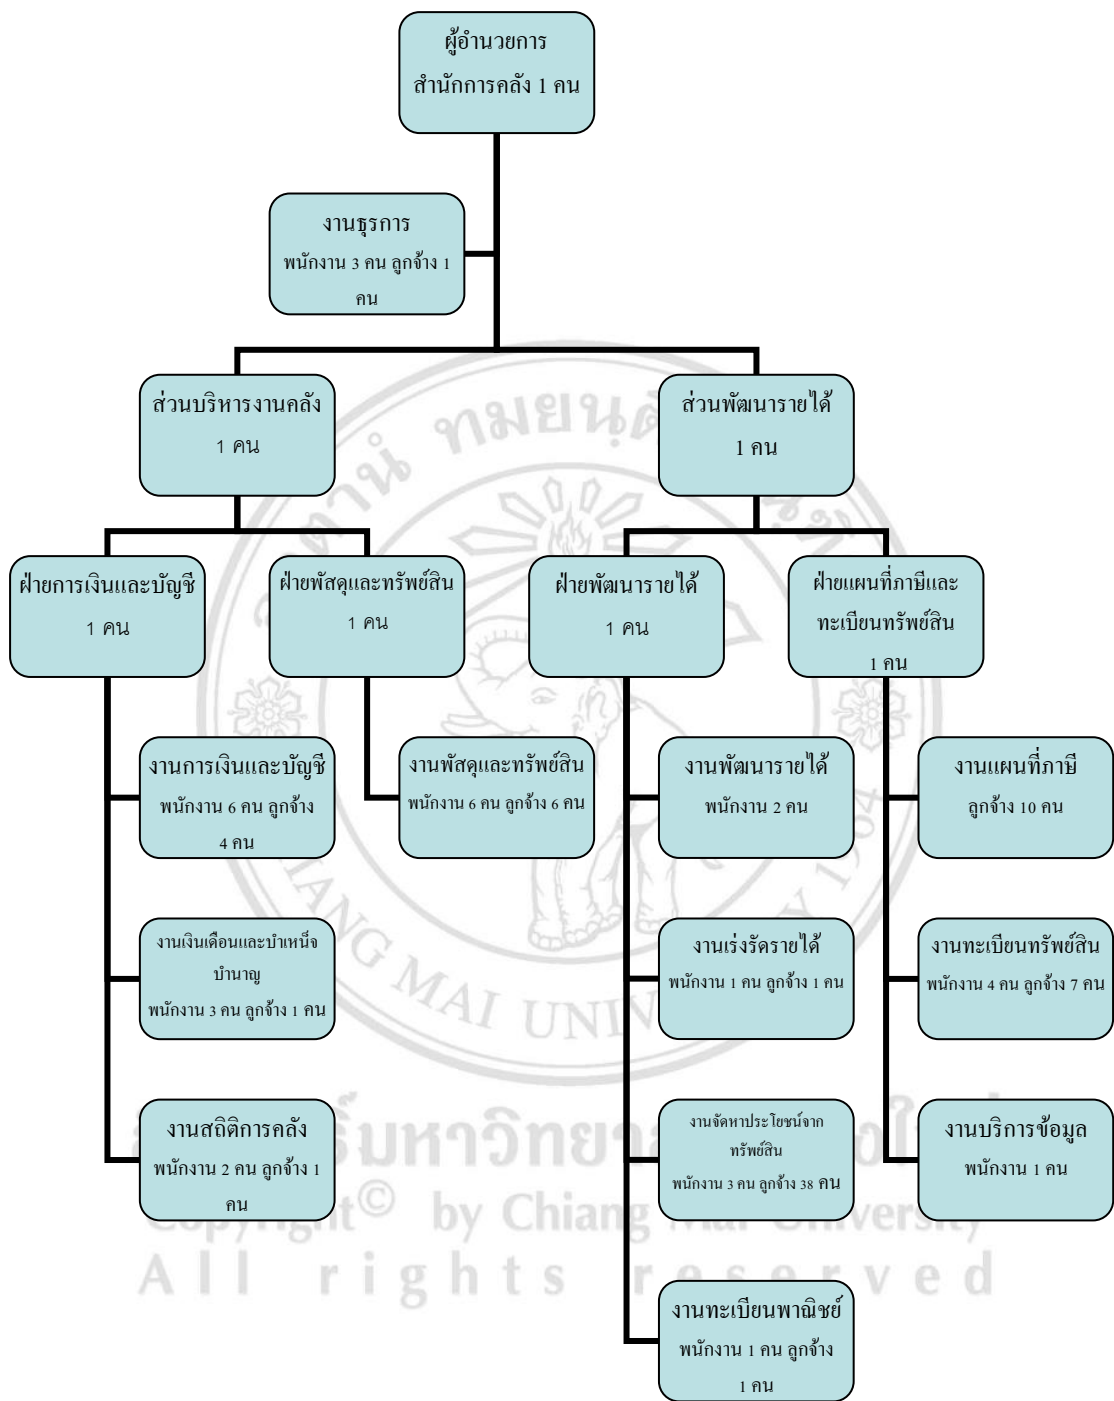 ผู้อำนวยการ
สำนักการคลัง 1 คน
งานธุรการ
พนักงาน 3 คน ลูกจ้าง 1
คน
ส่วนบริหารงานคลัง
1 คน
ส่วนพัฒนารายได้
1 คน
ฝ่ายการเงินและบัญชี
1 คน
ฝ่ายพัสดุและทรัพย์สิน
1 คน
ฝ่ายพัฒนารายได้
1 คน
ฝ่ายแผนที่ภาษีและ
ทะเบียนทรัพย์สิน
1 คน
งานการเงินและบัญชี
พนักงาน 6 คน ลูกจ้าง
4 คน
งานพัสดุและทรัพย์สิน
พนักงาน 6 คน ลูกจ้าง 6 คน
งานพัฒนารายได้
พนักงาน 2 คน
งานแผนที่ภาษี
ลูกจ้าง 10 คน
งานเงินเดือนและบำเหน็จ
บำนาญ
พนักงาน 3 คน ลูกจ้าง 1 คน
งานเร่งรัดรายได้
พนักงาน 1 คน ลูกจ้าง 1 คน
งานทะเบียนทรัพย์สิน
พนักงาน 4 คน ลูกจ้าง 7 คน
งานสถิติการคลัง
พนักงาน 2 คน ลูกจ้าง 1
คน
งานจัดหาประโยชน์จาก
ทรัพย์สิน
พนักงาน 3 คน ลูกจ้าง 38 คน
งานบริการข้อมูล
พนักงาน 1 คน
งานทะเบียนพาณิชย์
พนักงาน 1 คน ลูกจ้าง
1 คน
Copyright© by Chiang Mai University
All rights reserved